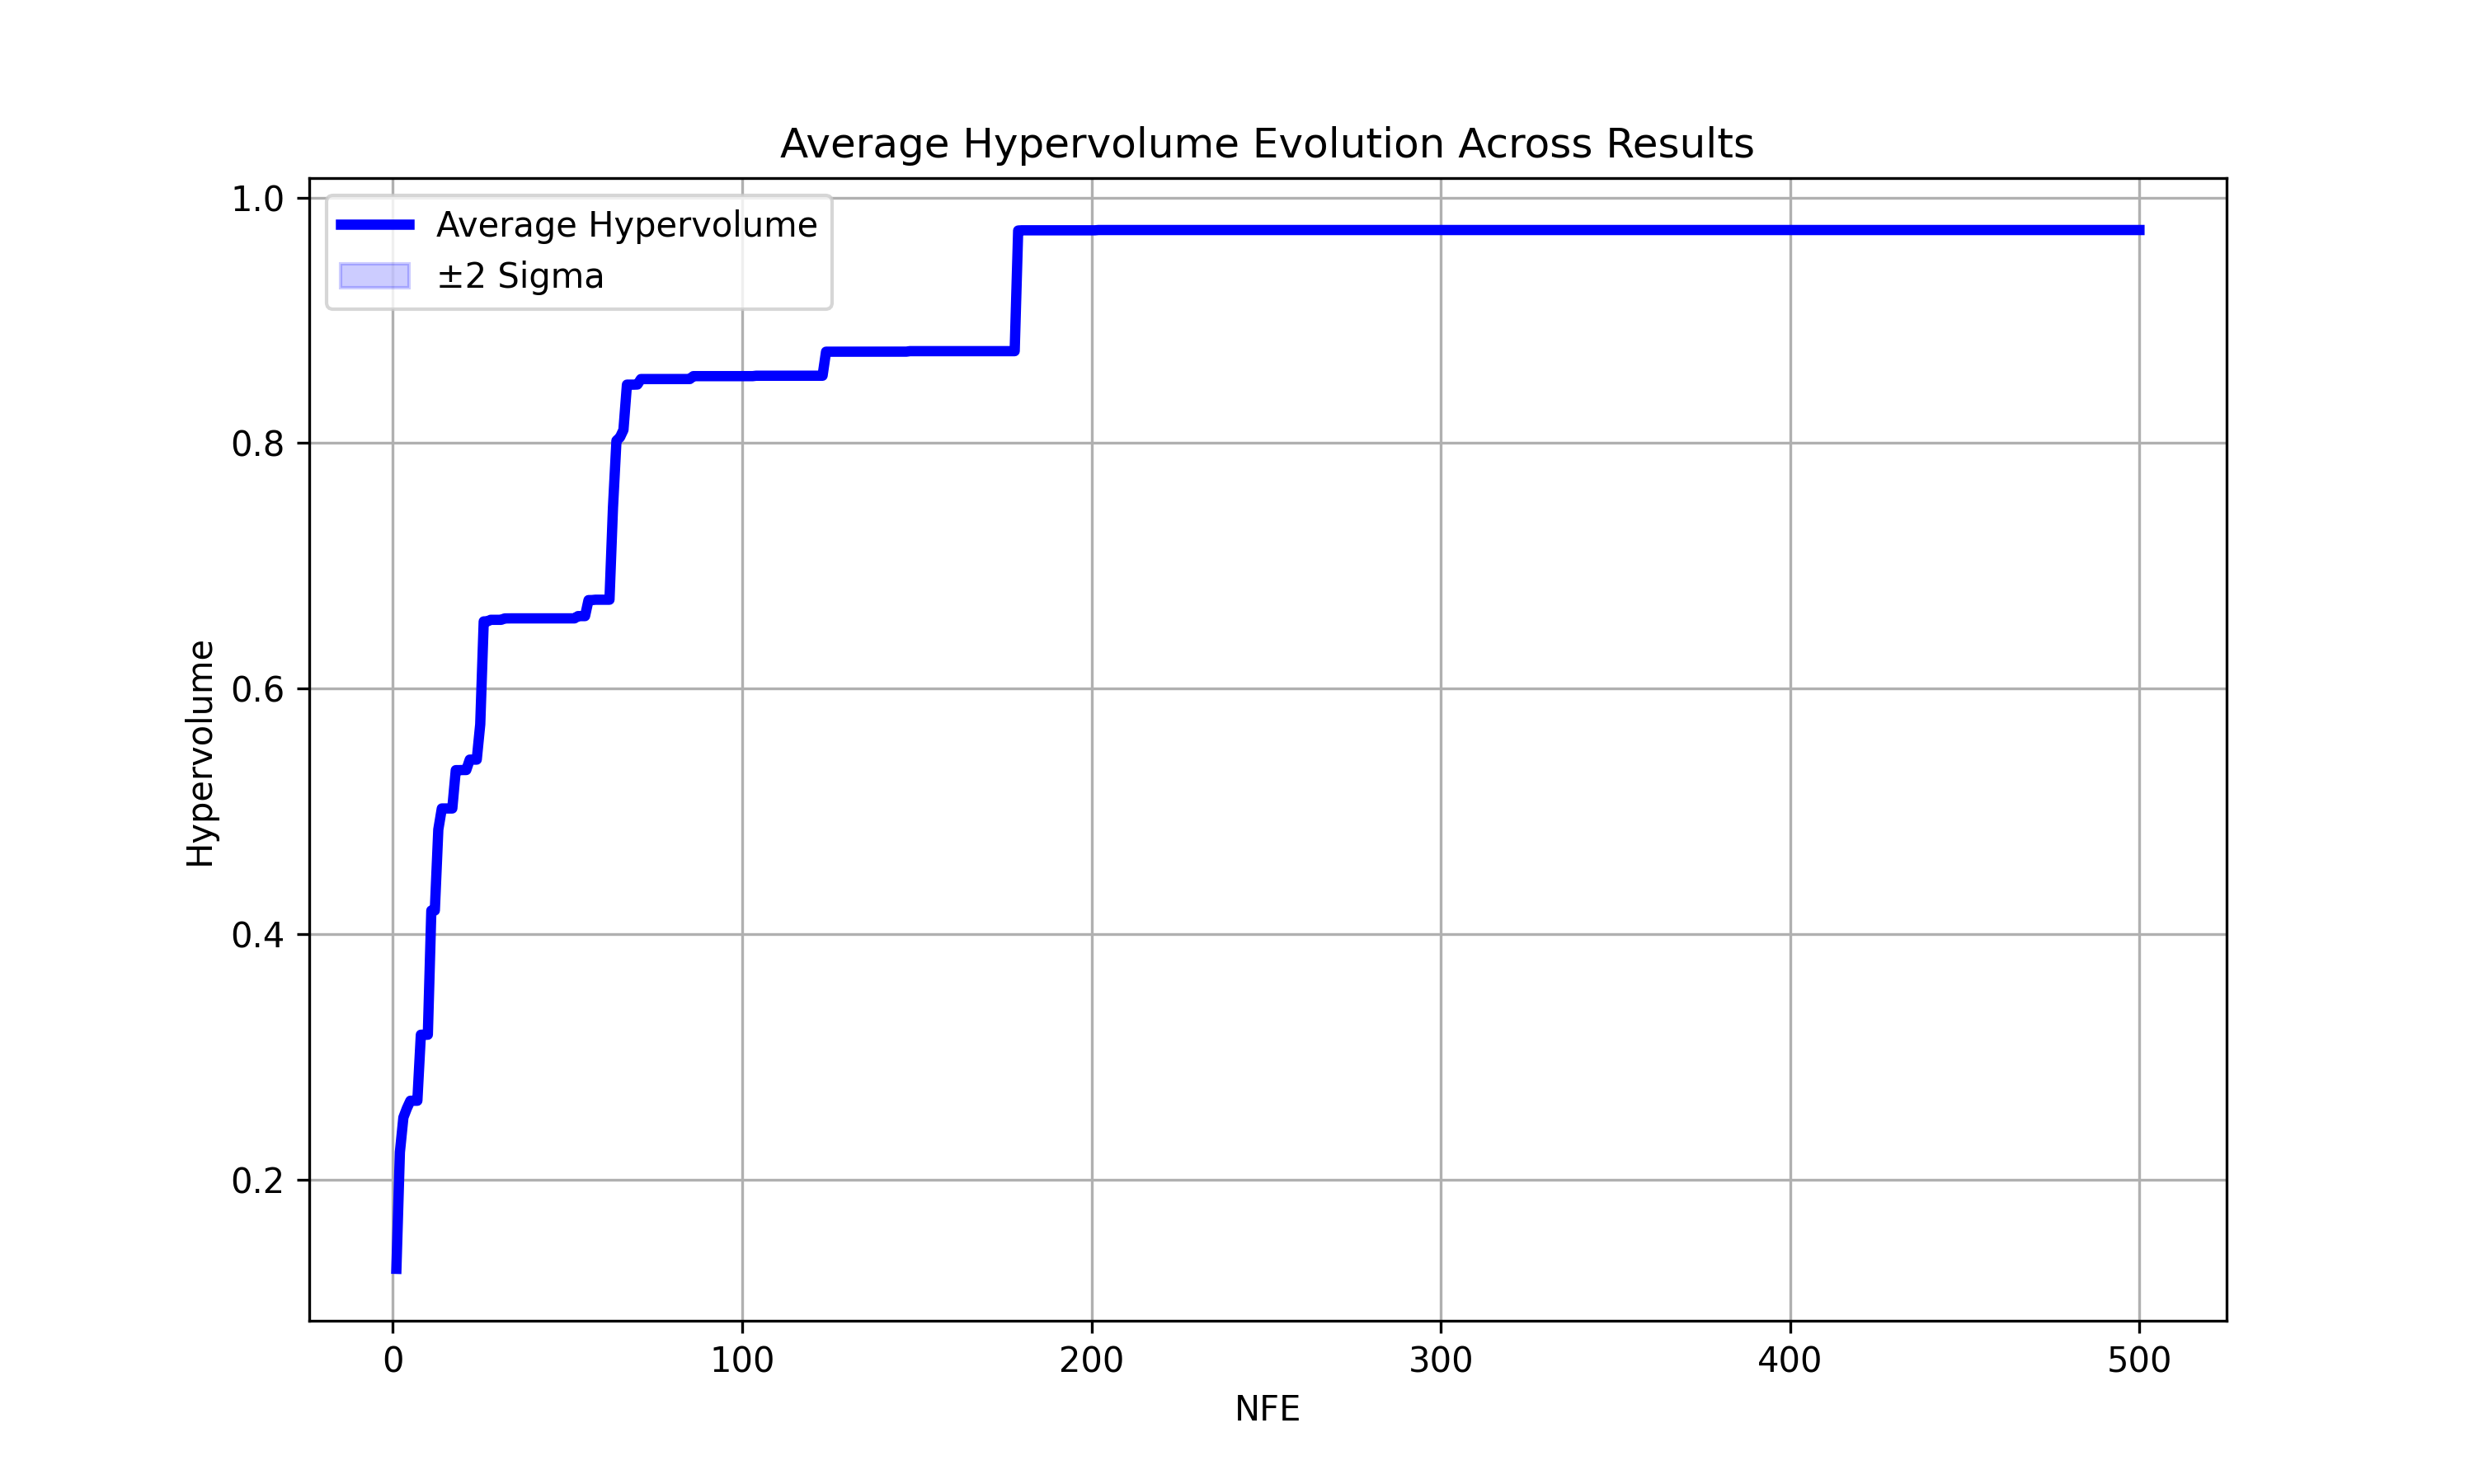 Average Hypervolume Evolution Across Results
Average Hypervolume
±2 Sigma
Hypervolume
1.0
0.8
0.6
0.4
0.2
0 100 200 300 400 500
NFE